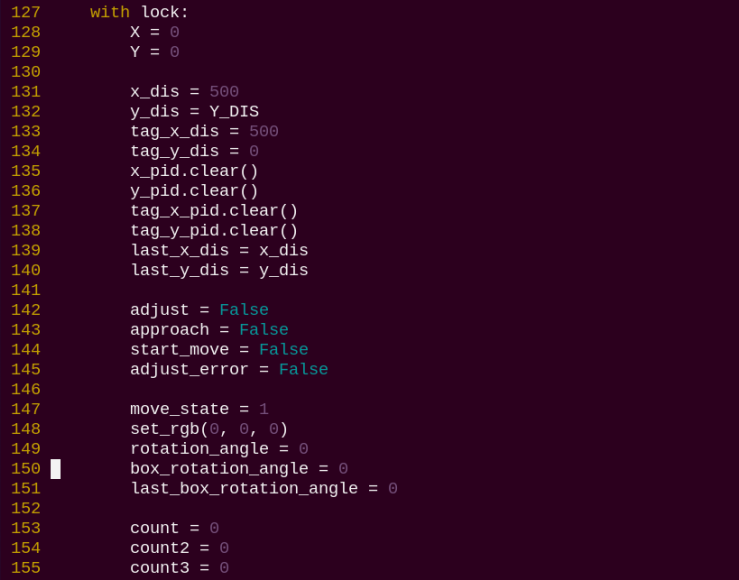 127     with lock:
128         X = 0
129         Y = 0
130
131         x_dis = 500
132         y_dis = Y_DIS
133         tag_x_dis = 500
134         tag_y_dis = 0
135         x_pid.clear()
136         y_pid.clear()
137         tag_x_pid.clear()
138         tag_y_pid.clear()
139         last_x_dis = x_dis
140         last_y_dis = y_dis
141
142         adjust = False
143         approach = False
144         start_move = False
145         adjust_error = False
146
147         move_state = 1
148         set_rgb(0, 0, 0)
149         rotation_angle = 0
150         box_rotation_angle = 0
151         last_box_rotation_angle = 0
152
153         count = 0
154         count2 = 0
155         count3 = 0